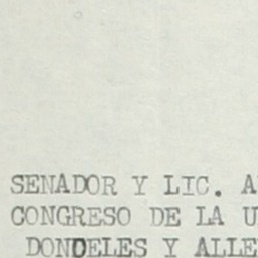 SENADOR Y LIC. A
CONGRESO DE LA U
DONDELES Y ALLE